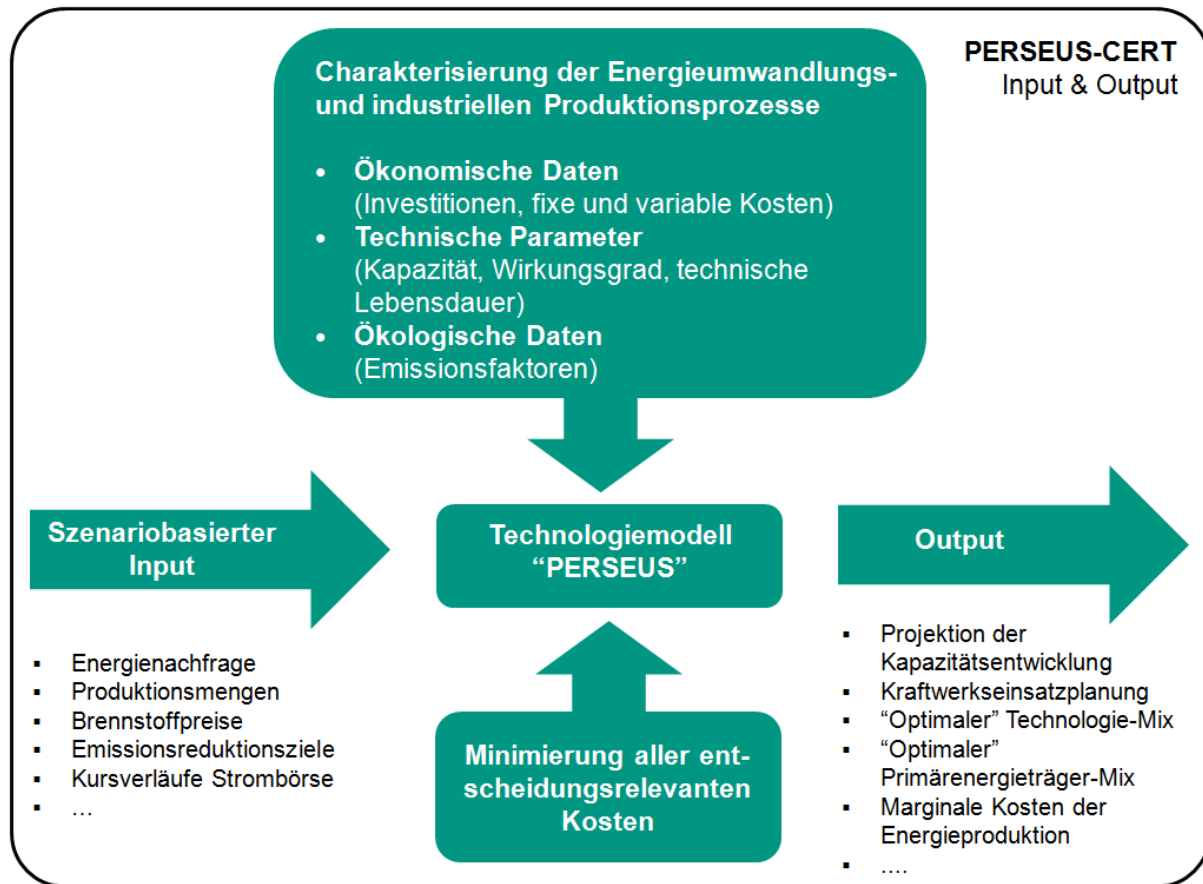 PERSEUS-CERT
Input & Output
Charakterisierung der Energieumwandlungs-
und industriellen Produktionsprozesse
• Ökonomische Daten
(Investitionen, fixe und variable Kosten)
• Technische Parameter
(Kapazität, Wirkungsgrad, technische
Lebensdauer)
• Ökologische Daten
(Emissionsfaktoren)
Szenariobasierter
Input
Technologiemodell
“PERSEUS”
Output
▪ Energienachfrage
▪ Produktionsmengen
▪ Brennstoffpreise
▪ Emissionsreduktionsziele
▪ Kursverläufe Strombörse
▪ ...
Minimierung aller ent-
scheidungsrelevanten
Kosten
▪ Projektion der
Kapazitätsentwicklung
▪ Kraftwerkseinsatzplanung
▪ “Optimaler” Technologie-Mix
▪ “Optimaler”
Primärenergieträger-Mix
▪ Marginale Kosten der
Energieproduktion
▪ ....